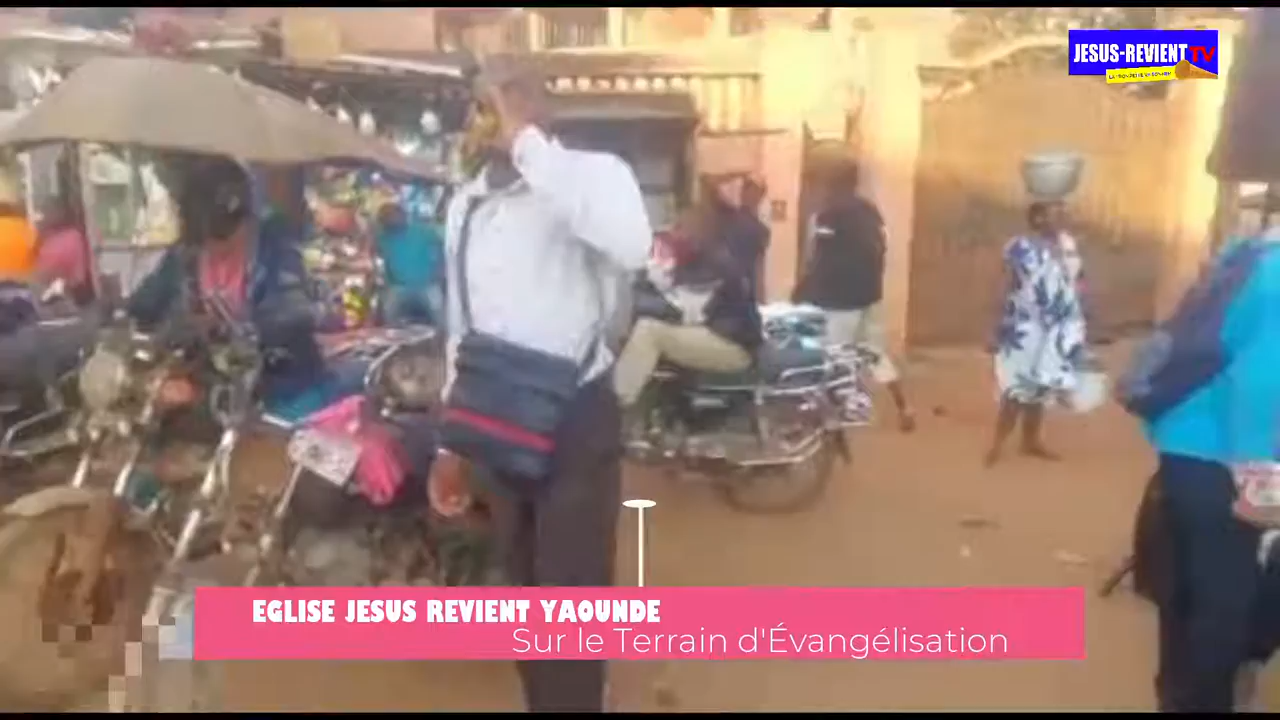 JESUS-REVIENT TV
EGLISE JESUS REVIENT YAOUNDE
Sur le Terrain d'Évangélisation